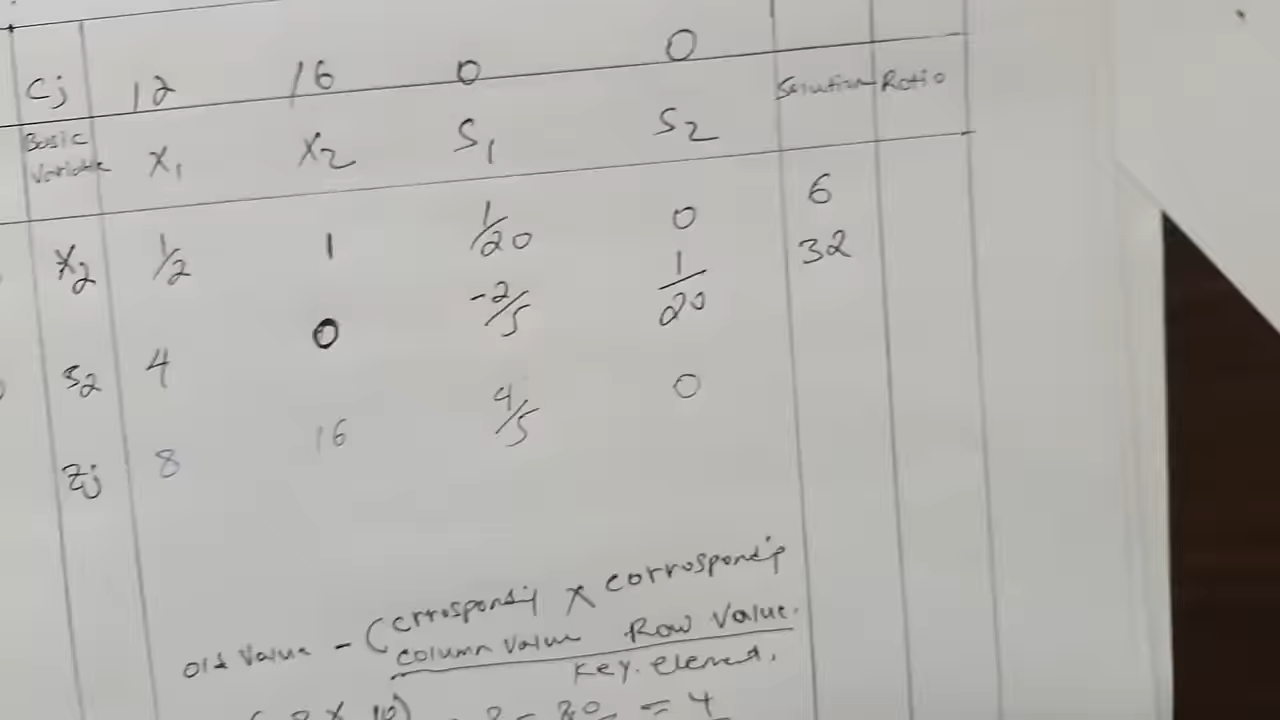 Cj 12 16 0 0
Basic Variable X1 X2 S1 S2 Solution Ratio
X2 1/2 1 1/20 0 6
S2 4 0 -2/5 1/20 32
Zj 8 16 4/5 0
old value - (corresponding column value X corresponding Row value.
Key. element.
= 4